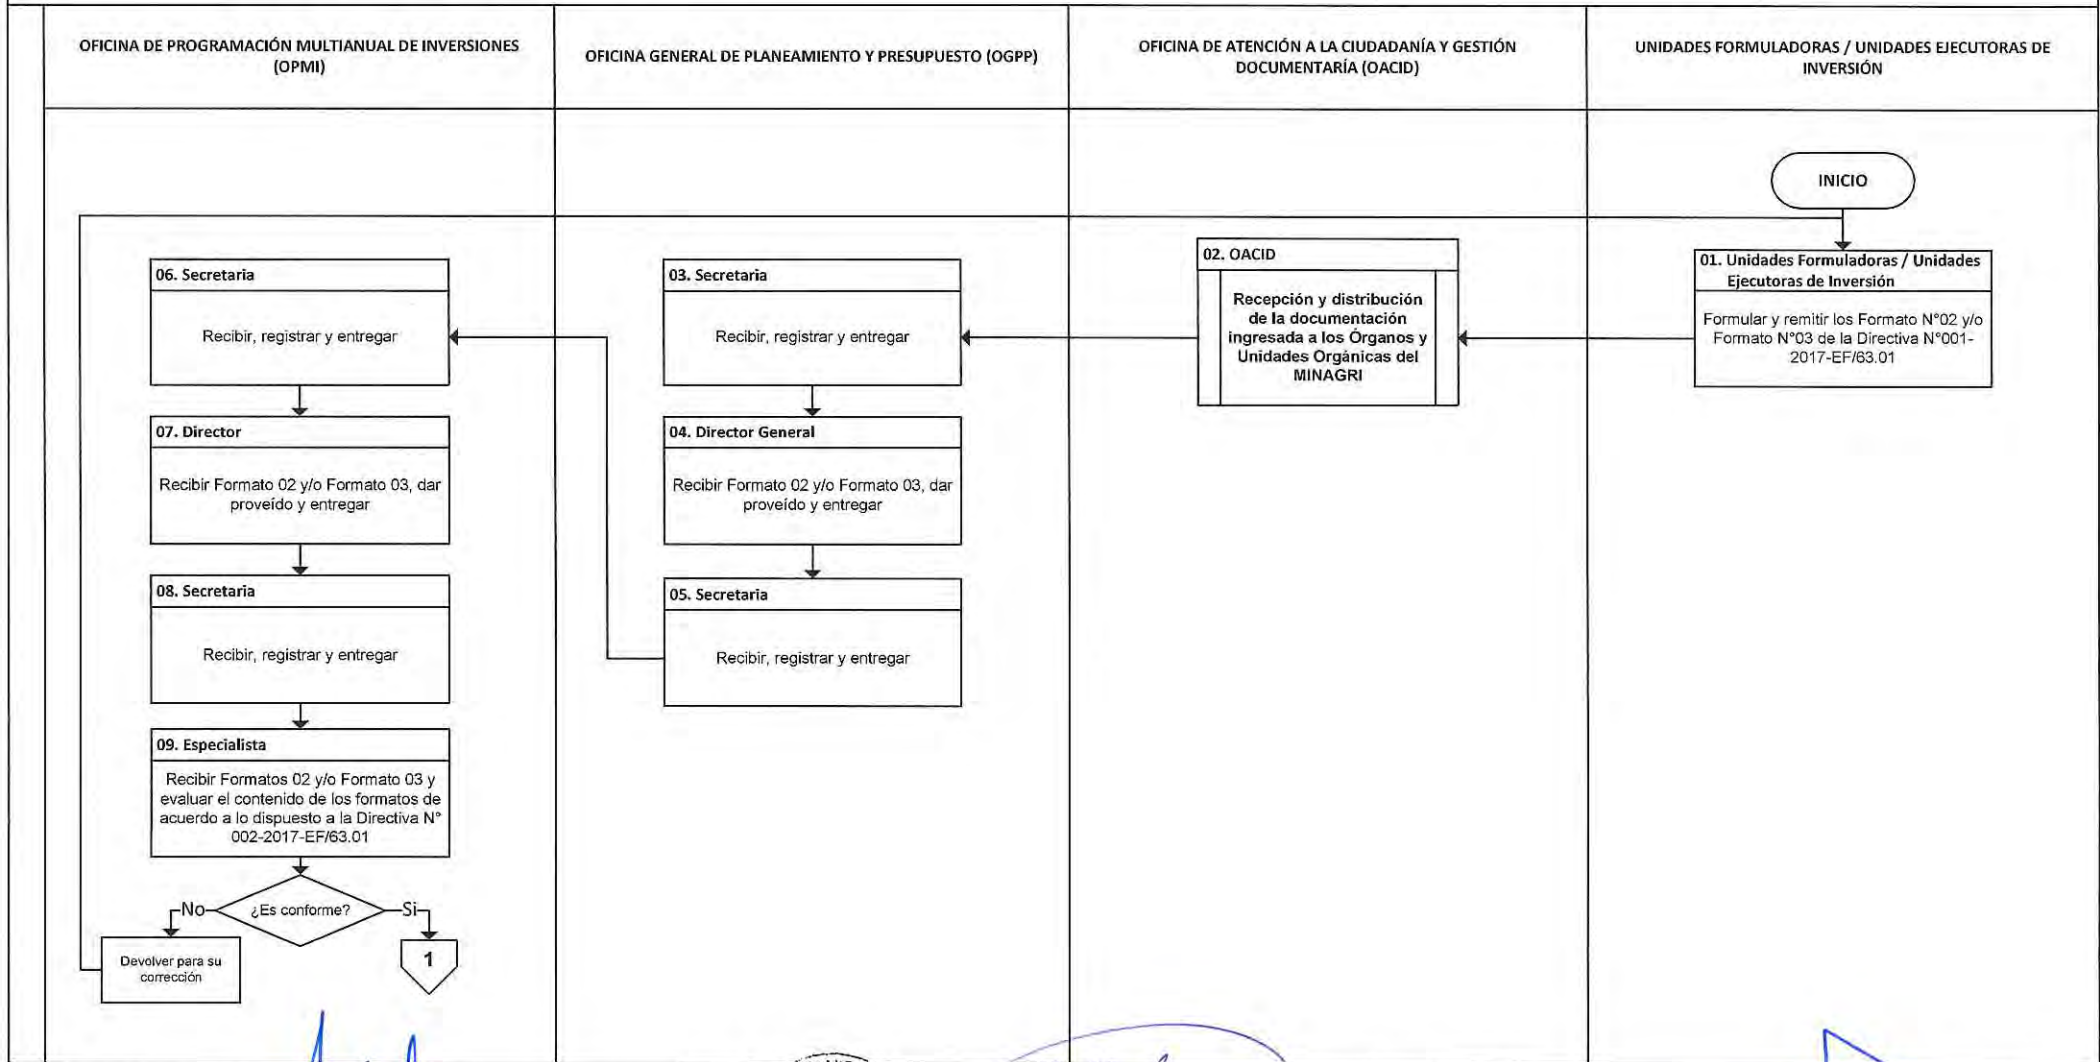 OFICINA DE PROGRAMACIÓN MULTIANUAL DE INVERSIONES
(OPMI)
OFICINA GENERAL DE PLANEAMIENTO Y PRESUPUESTO (OGPP)
OFICINA DE ATENCIÓN A LA CIUDADANÍA Y GESTIÓN
DOCUMENTARÍA (OACID)
UNIDADES FORMULADORAS / UNIDADES EJECUTORAS DE
INVERSIÓN
INICIO
01. Unidades Formuladoras / Unidades
Ejecutoras de Inversión
Formular y remitir los Formato N°02 y/o
Formato N°03 de la Directiva N°001-
2017-EF/63.01
02. OACID
Recepción y distribución
de la documentación
ingresada a los Órganos y
Unidades Orgánicas del
MINAGRI
03. Secretaria
Recibir, registrar y entregar
04. Director General
Recibir Formato 02 y/o Formato 03, dar
proveído y entregar
05. Secretaria
Recibir, registrar y entregar
06. Secretaria
Recibir, registrar y entregar
07. Director
Recibir Formato 02 y/o Formato 03, dar
proveído y entregar
08. Secretaria
Recibir, registrar y entregar
09. Especialista
Recibir Formatos 02 y/o Formato 03 y
evaluar el contenido de los formatos de
acuerdo a lo dispuesto a la Directiva N°
002-2017-EF/63.01
¿Es conforme?
No
Si
Devolver para su
corrección
1